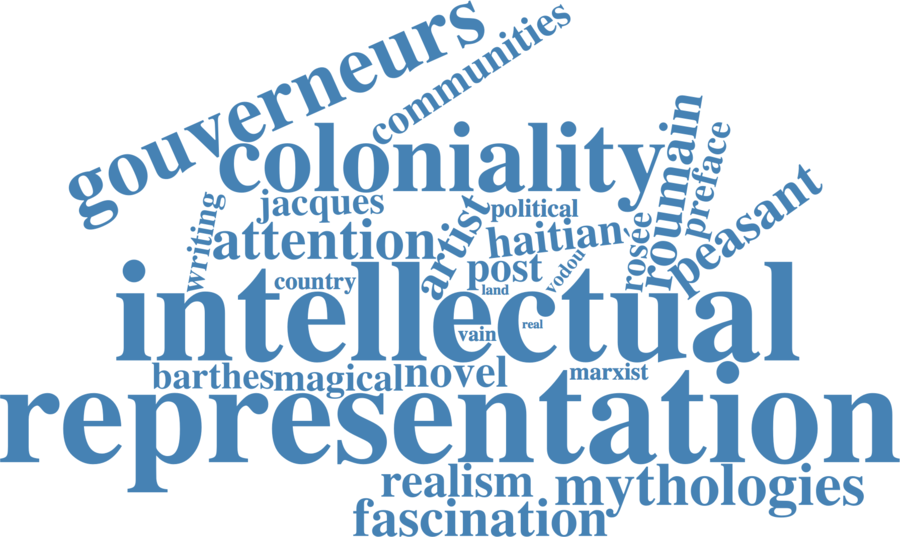 gouverneurs
communities
coloniality
roumain
preface
peasant
jacques
writing
attention
artist
political
haitian
rosée
post
vodou
country
land
intellectual
vain
real
barthes
magical
novel
marxist
representation
realism
mythologies
fascination